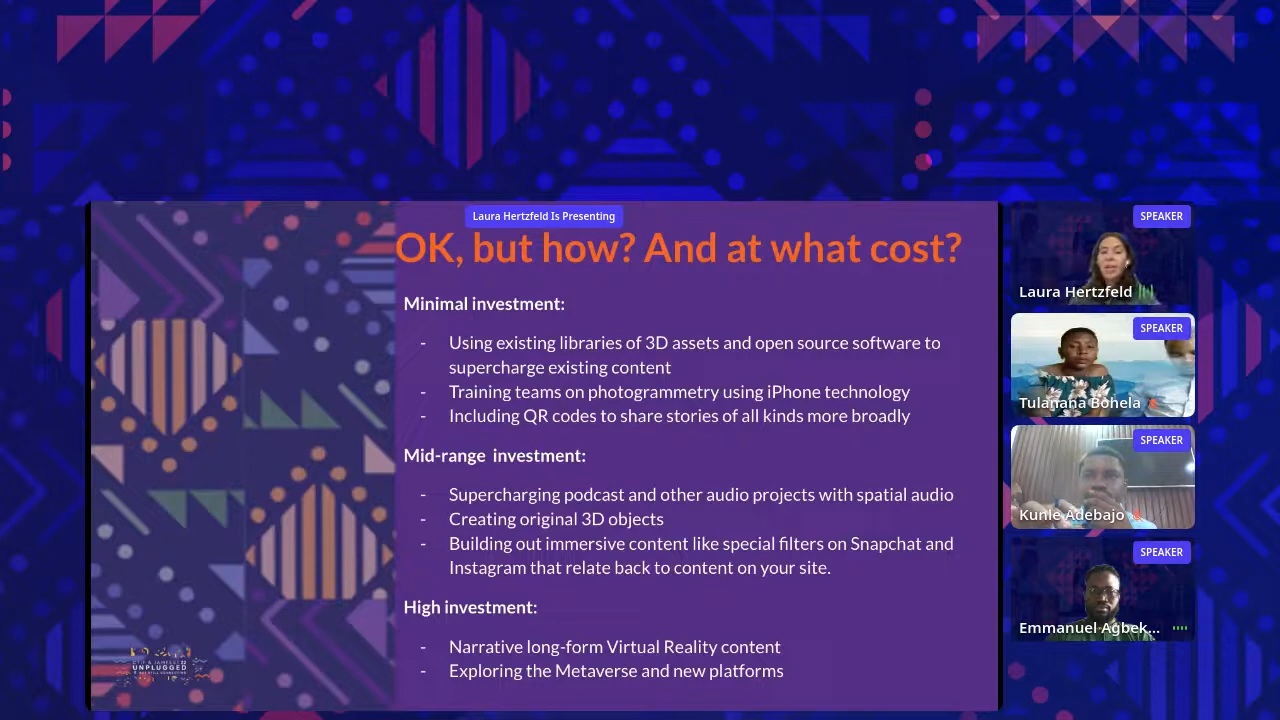 Laura Hertzfeld Is Presenting
OK, but how? And at what cost?
Minimal investment:
- Using existing libraries of 3D assets and open source software to
supercharge existing content
- Training teams on photogrammetry using iPhone technology
- Including QR codes to share stories of all kinds more broadly
Mid-range investment:
- Supercharging podcast and other audio projects with spatial audio
- Creating original 3D objects
- Building out immersive content like special filters on Snapchat and
Instagram that relate back to content on your site.
High investment:
- Narrative long-form Virtual Reality content
- Exploring the Metaverse and new platforms
UNPLUGGED
SPEAKER
Laura Hertzfeld
SPEAKER
Tulanana Bohela
SPEAKER
Kunle Adebajo
SPEAKER
Emmanuel Agbek...